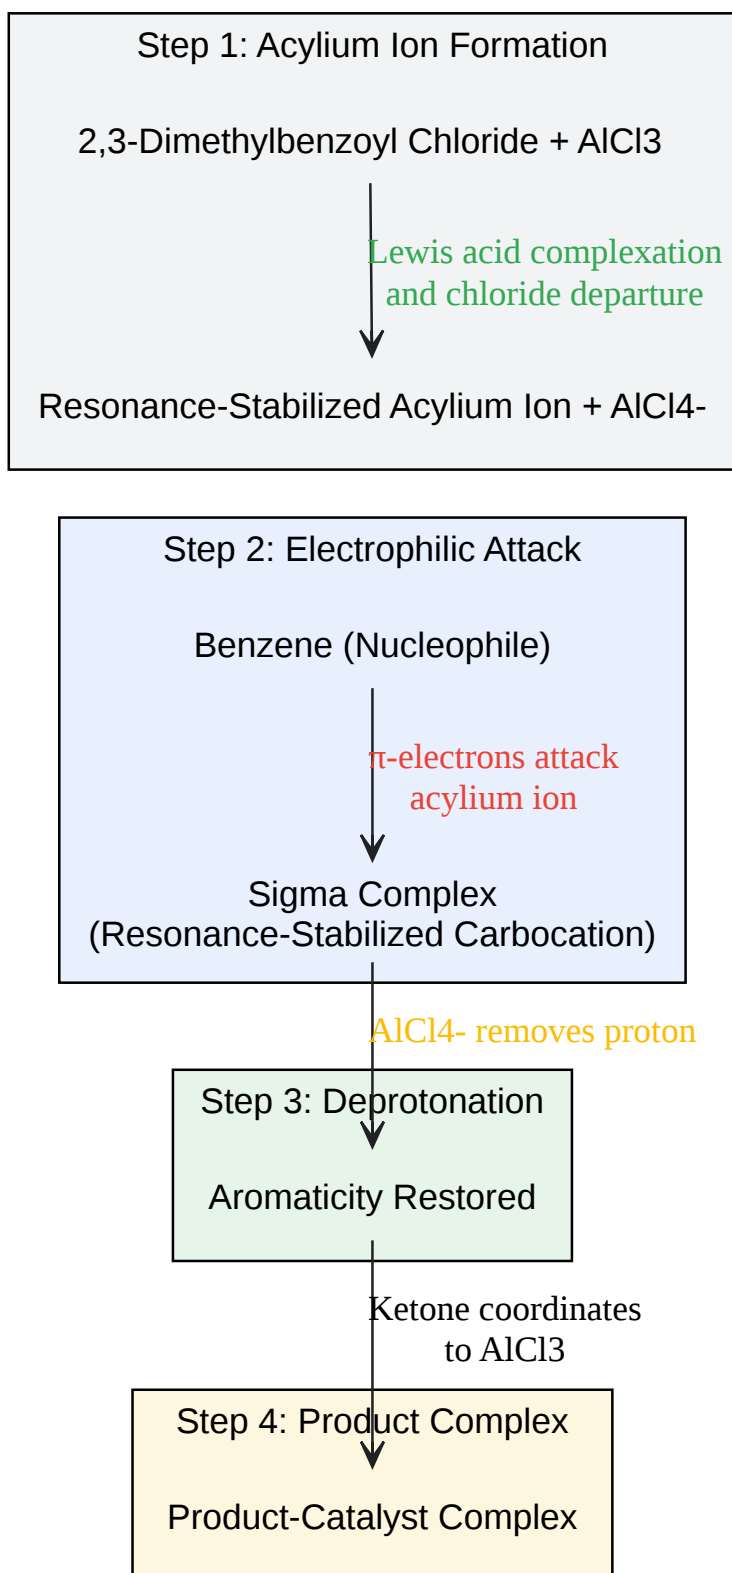 Step 1: Acylium Ion Formation
2,3-Dimethylbenzoyl Chloride + AlCl3
Lewis acid complexation
and chloride departure
Resonance-Stabilized Acylium Ion + AlCl4-
Step 2: Electrophilic Attack
Benzene (Nucleophile)
π-electrons attack
acylium ion
Sigma Complex
(Resonance-Stabilized Carbocation)
AlCl4- removes proton
Step 3: Deprotonation
Aromaticity Restored
Ketone coordinates
to AlCl3
Step 4: Product Complex
Product-Catalyst Complex